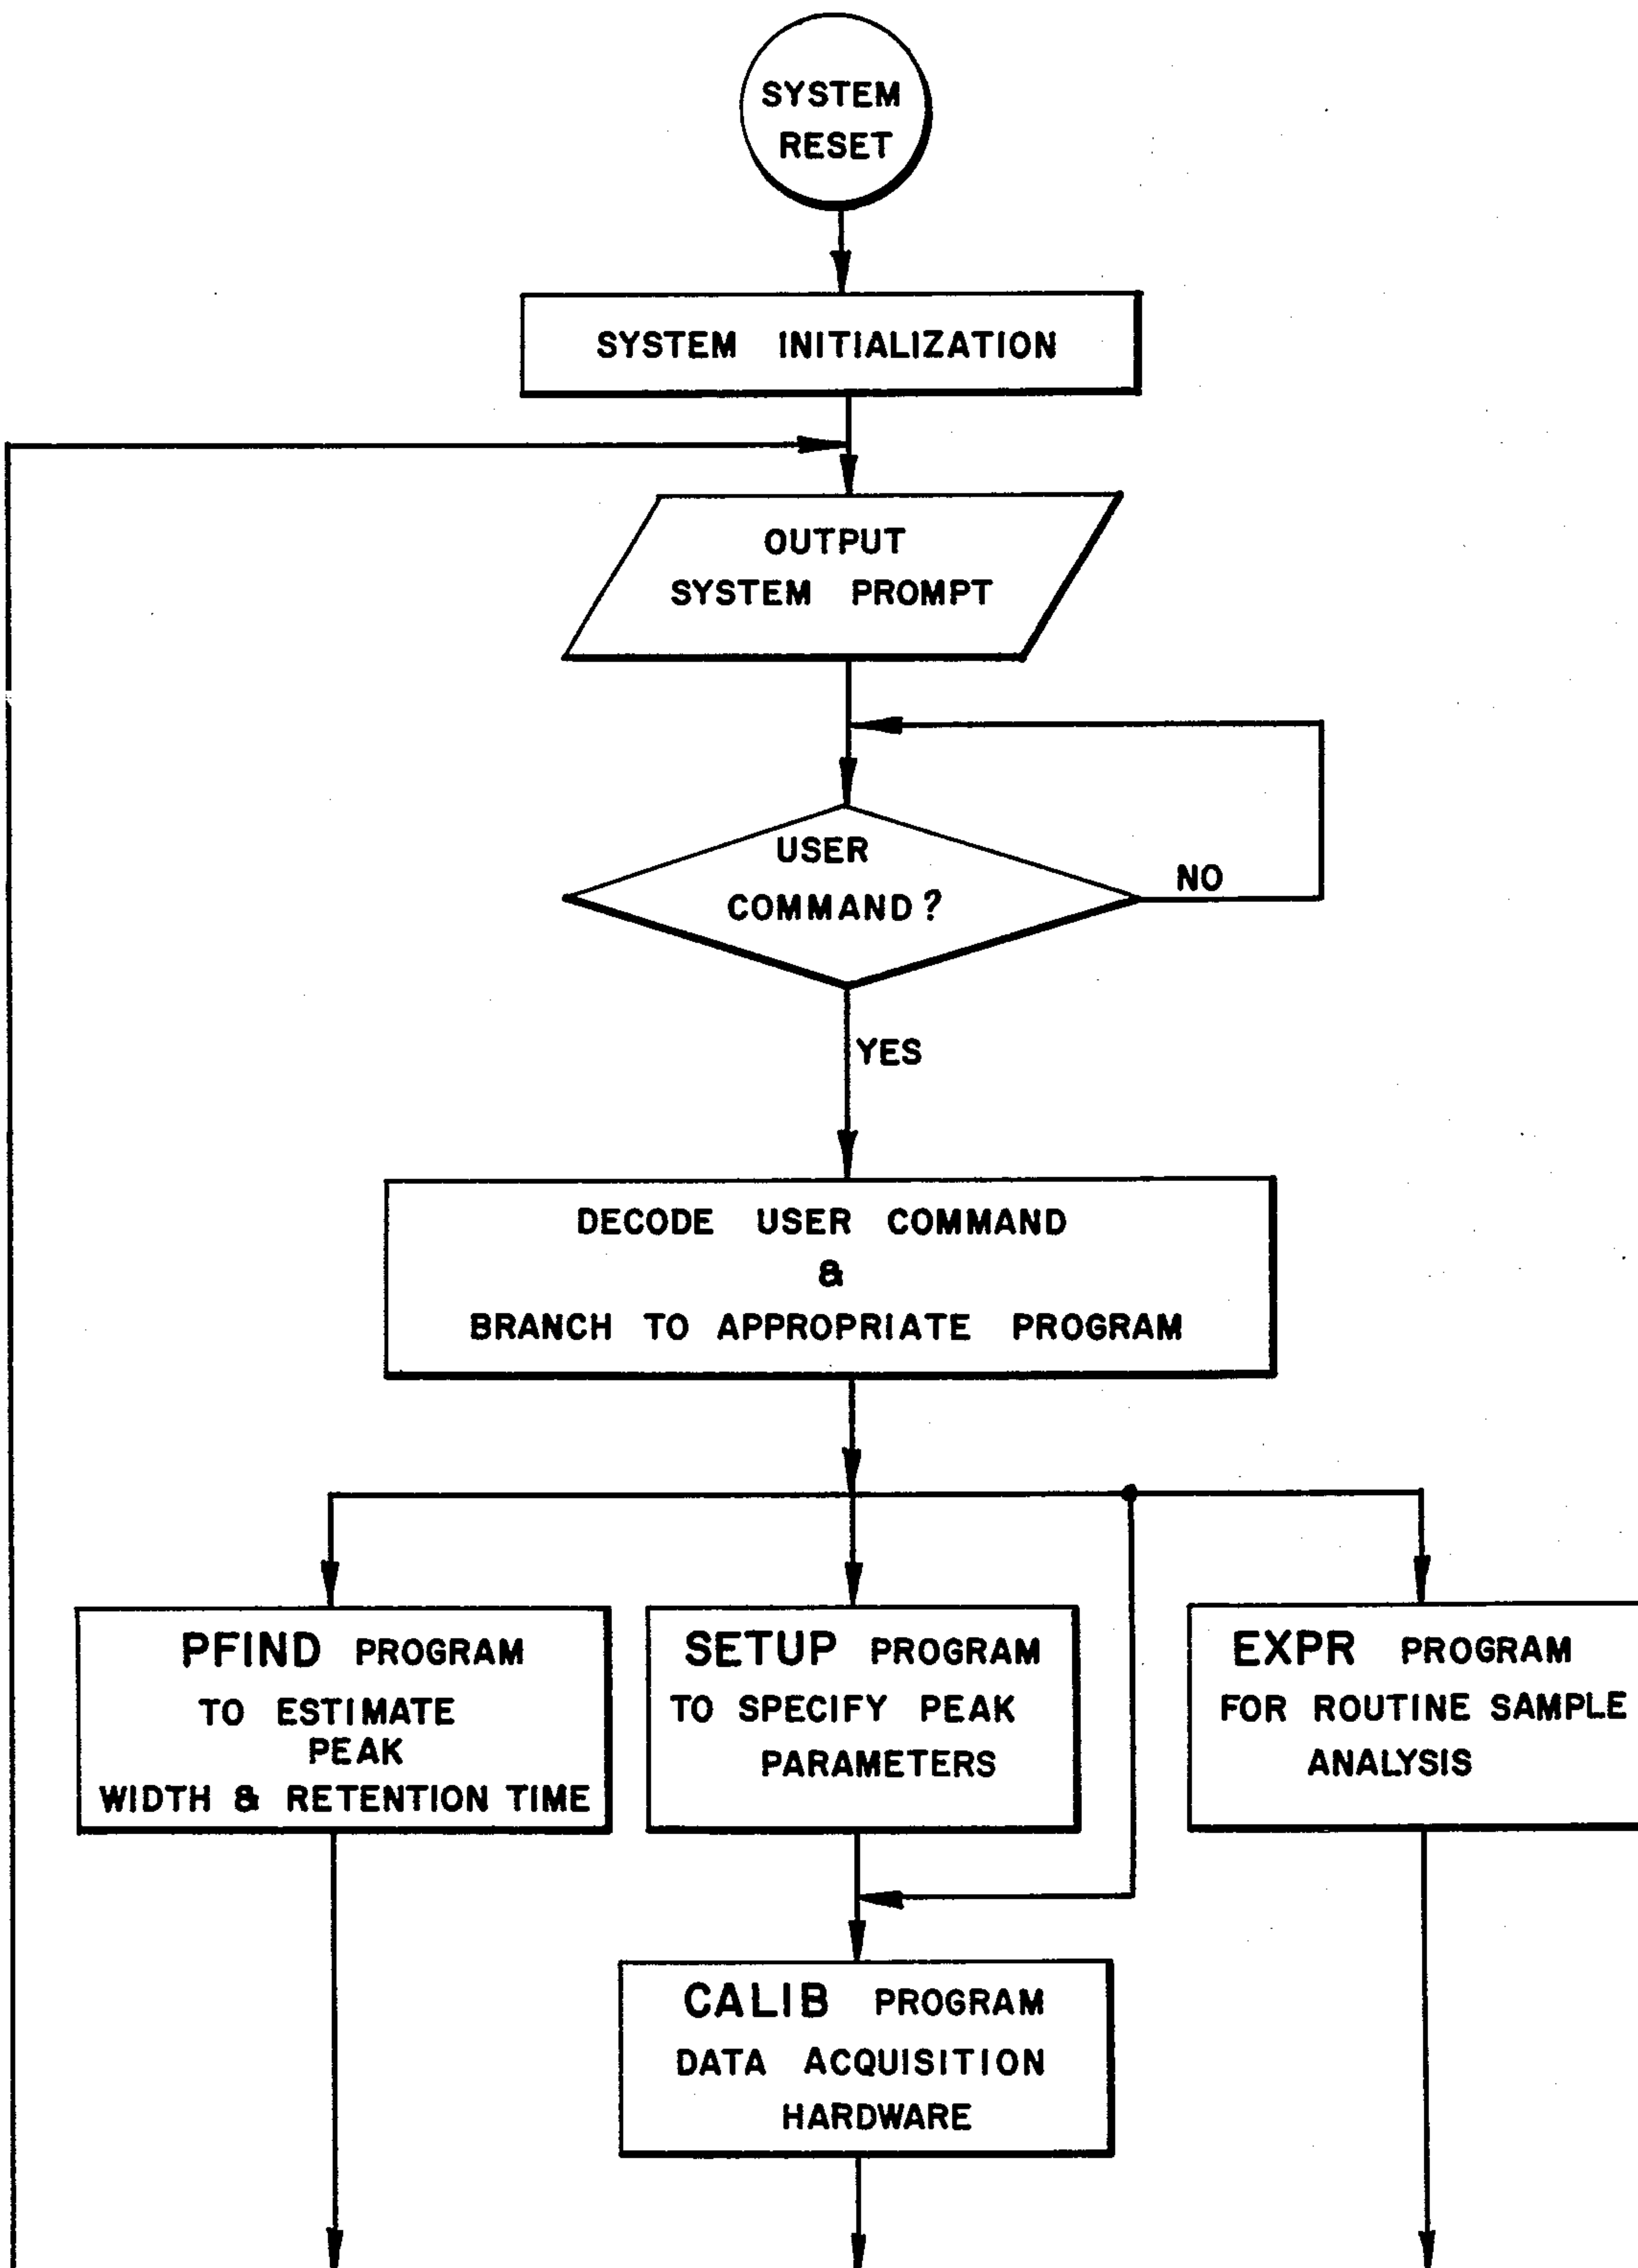 SYSTEM
RESET
SYSTEM INITIALIZATION
OUTPUT
SYSTEM PROMPT
USER
COMMAND?
NO
YES
DECODE USER COMMAND
&
BRANCH TO APPROPRIATE PROGRAM
PFIND PROGRAM
TO ESTIMATE
PEAK
WIDTH & RETENTION TIME
SETUP PROGRAM
TO SPECIFY PEAK
PARAMETERS
EXPR PROGRAM
FOR ROUTINE SAMPLE
ANALYSIS
CALIB PROGRAM
DATA ACQUISITION
HARDWARE